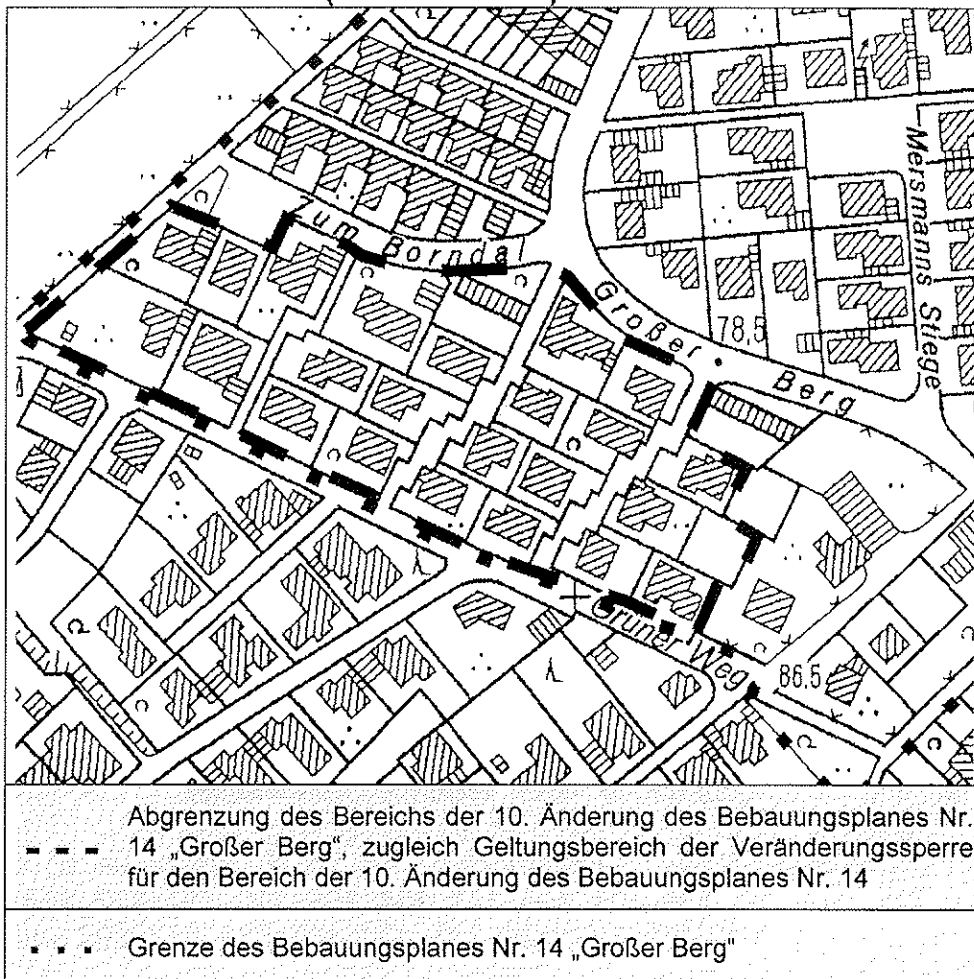 Zum Borndal
Großer Berg
Mersmanns Stiege
78,5
Grüner Weg
86,5
Abgrenzung des Bereichs der 10. Änderung des Bebauungsplanes Nr.
14 „Großer Berg", zugleich Geltungsbereich der Veränderungssperre
für den Bereich der 10. Änderung des Bebauungsplanes Nr. 14
Grenze des Bebauungsplanes Nr. 14 „Großer Berg"